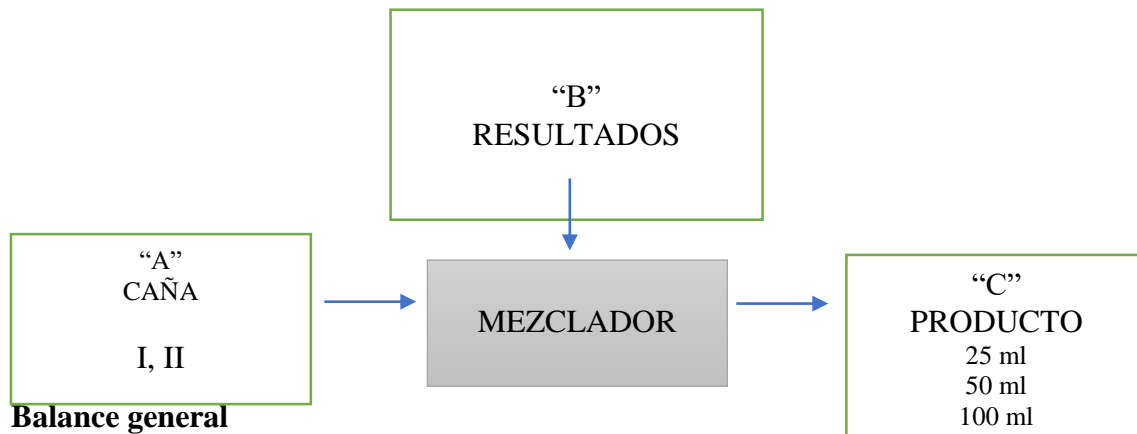 “B”
RESULTADOS
“A”
CAÑA
I, II
MEZCLADOR
“C”
PRODUCTO
25 ml
50 ml
100 ml
Balance general